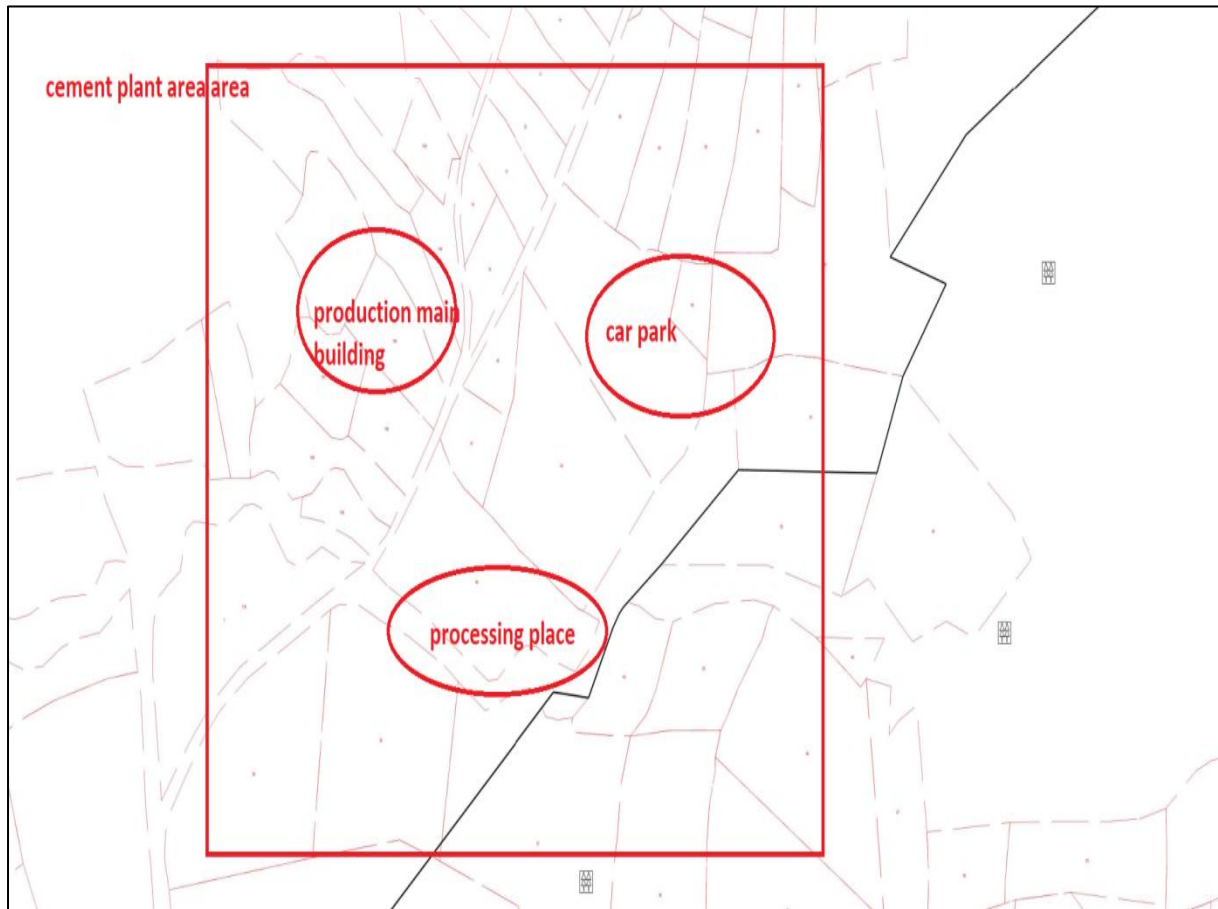 cement plant area area
production main
building
car park
processing place